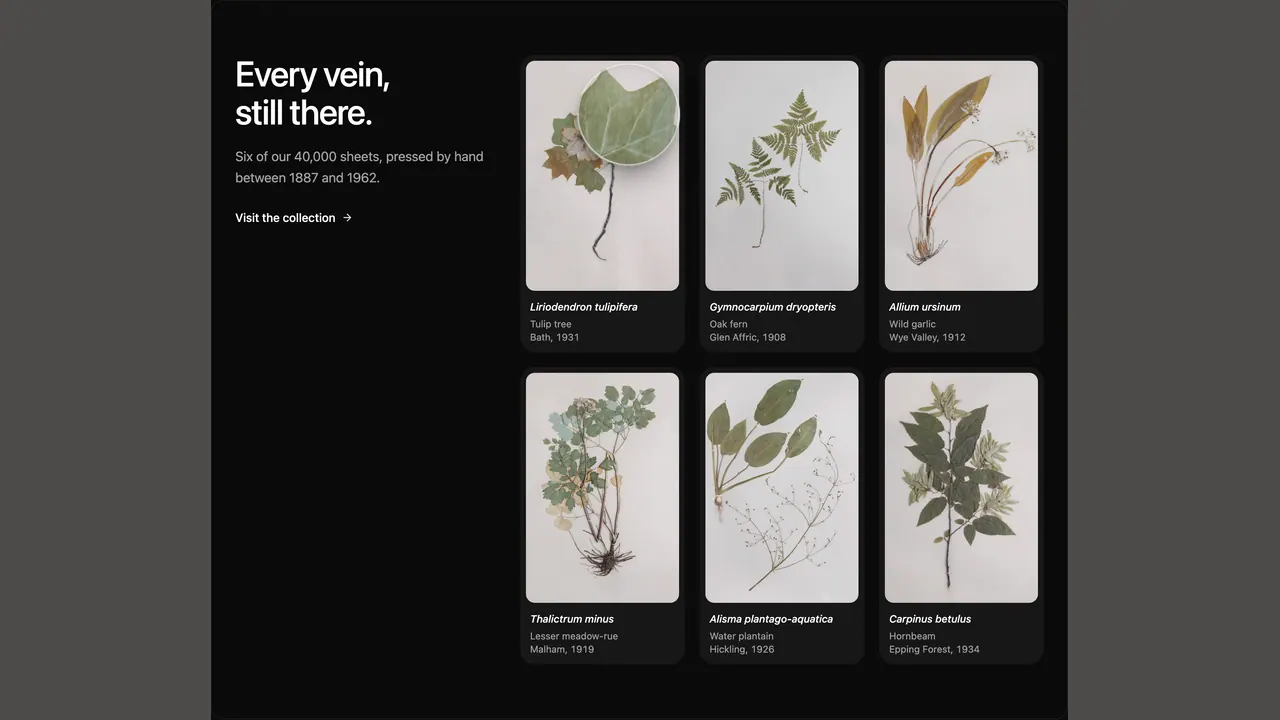 Every vein,
still there.
Six of our 40,000 sheets, pressed by hand
between 1887 and 1962.
Visit the collection →
Liriodendron tulipifera
Tulip tree
Bath, 1931
Gymnocarpium dryopteris
Oak fern
Glen Affric, 1908
Allium ursinum
Wild garlic
Wye Valley, 1912
Thalictrum minus
Lesser meadow-rue
Malham, 1919
Alisma plantago-aquatica
Water plantain
Hickling, 1926
Carpinus betulus
Hornbeam
Epping Forest, 1934